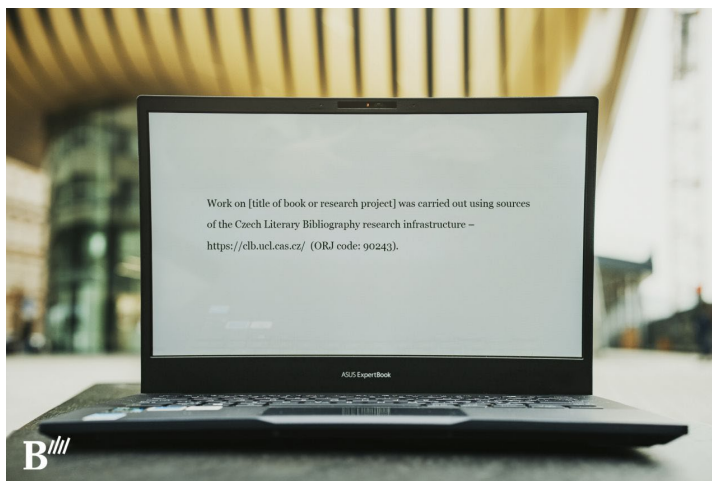 Work on [title of book or research project] was carried out using sources
of the Czech Literary Bibliography research infrastructure –
https://clb.ucl.cas.cz/ (ORJ code: 90243).
ASUS ExpertBook
B